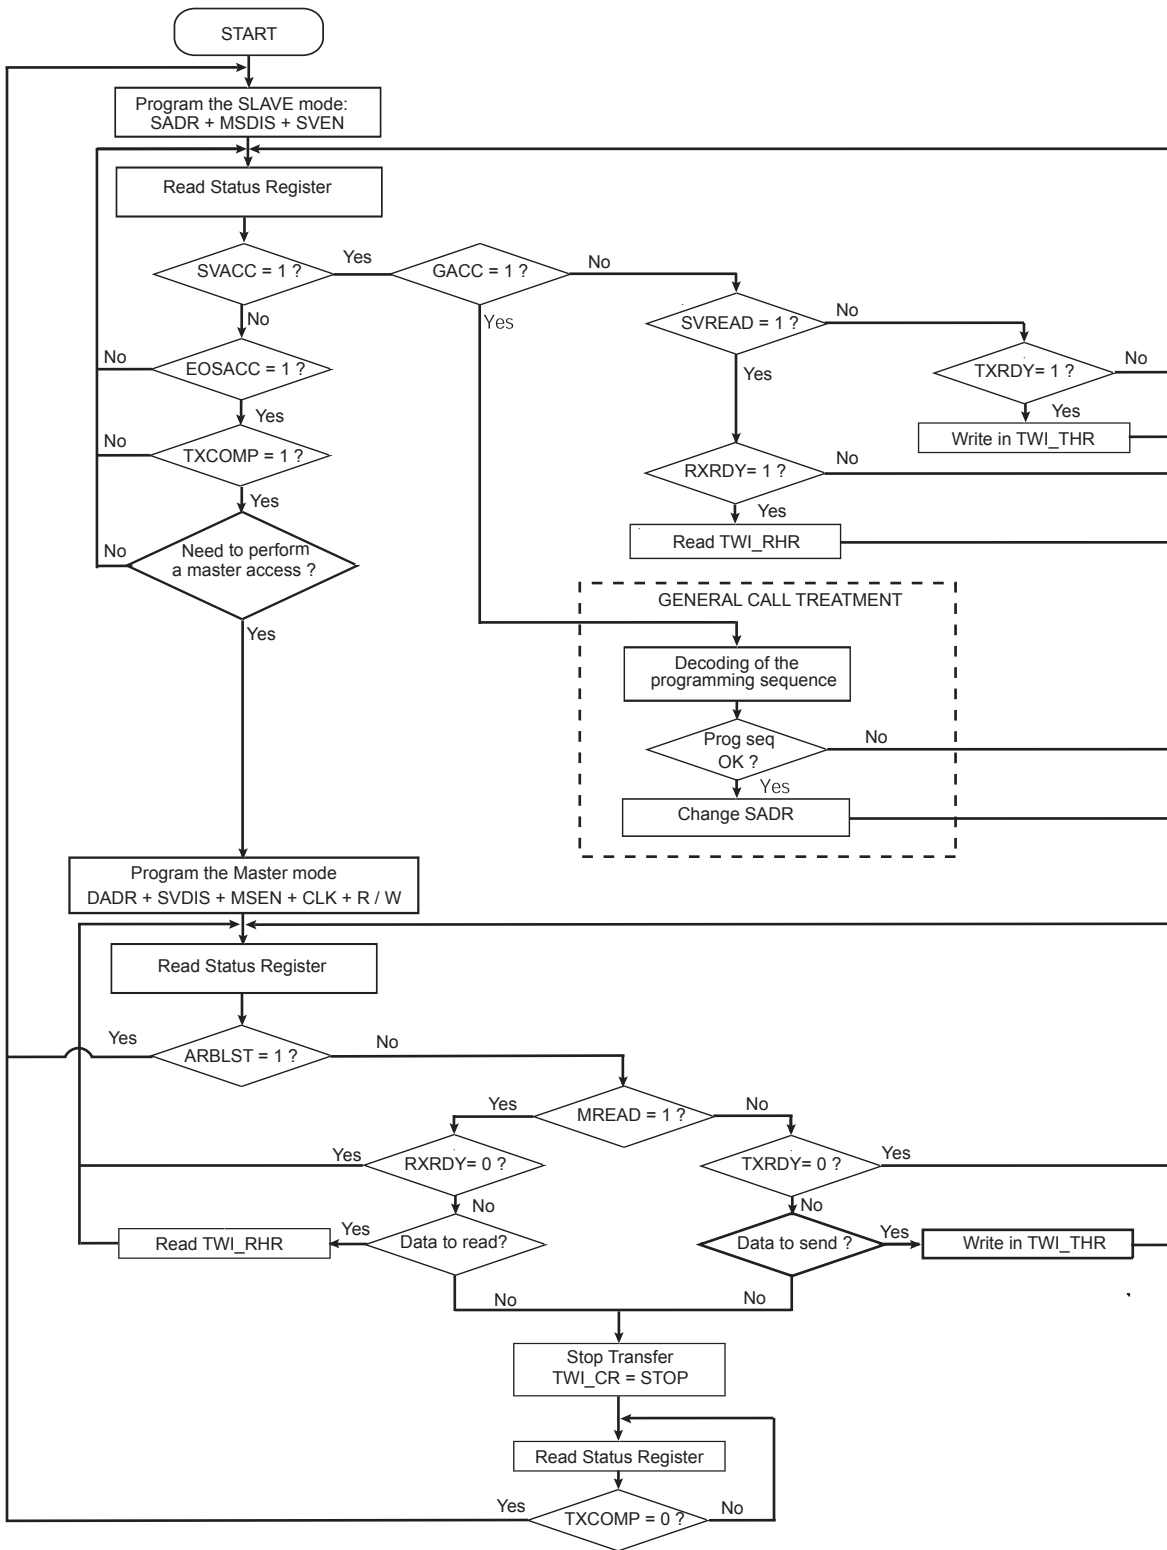 START
Program the SLAVE mode:
SADR + MSDIS + SVEN
Read Status Register
SVACC = 1 ?
Yes
GACC = 1 ?
No
No
Yes
SVREAD = 1 ?
No
EOSACC = 1 ?
No
Yes
Yes
TXRDY= 1 ?
No
Yes
Write in TWI_THR
TXCOMP = 1 ?
No
Yes
RXRDY= 1 ?
No
Yes
Read TWI_RHR
Need to perform
a master access ?
No
Yes
GENERAL CALL TREATMENT
Decoding of the
programming sequence
Prog seq
OK ?
No
Yes
Change SADR
Program the Master mode
DADR + SVDIS + MSEN + CLK + R / W
Read Status Register
Yes
ARBLST = 1 ?
No
Yes
MREAD = 1 ?
No
Yes
RXRDY= 0 ?
TXRDY= 0 ?
Yes
No
No
Read TWI_RHR
Yes
Data to read?
Data to send ?
Yes
Write in TWI_THR
No
No
Stop Transfer
TWI_CR = STOP
Read Status Register
Yes
TXCOMP = 0 ?
No